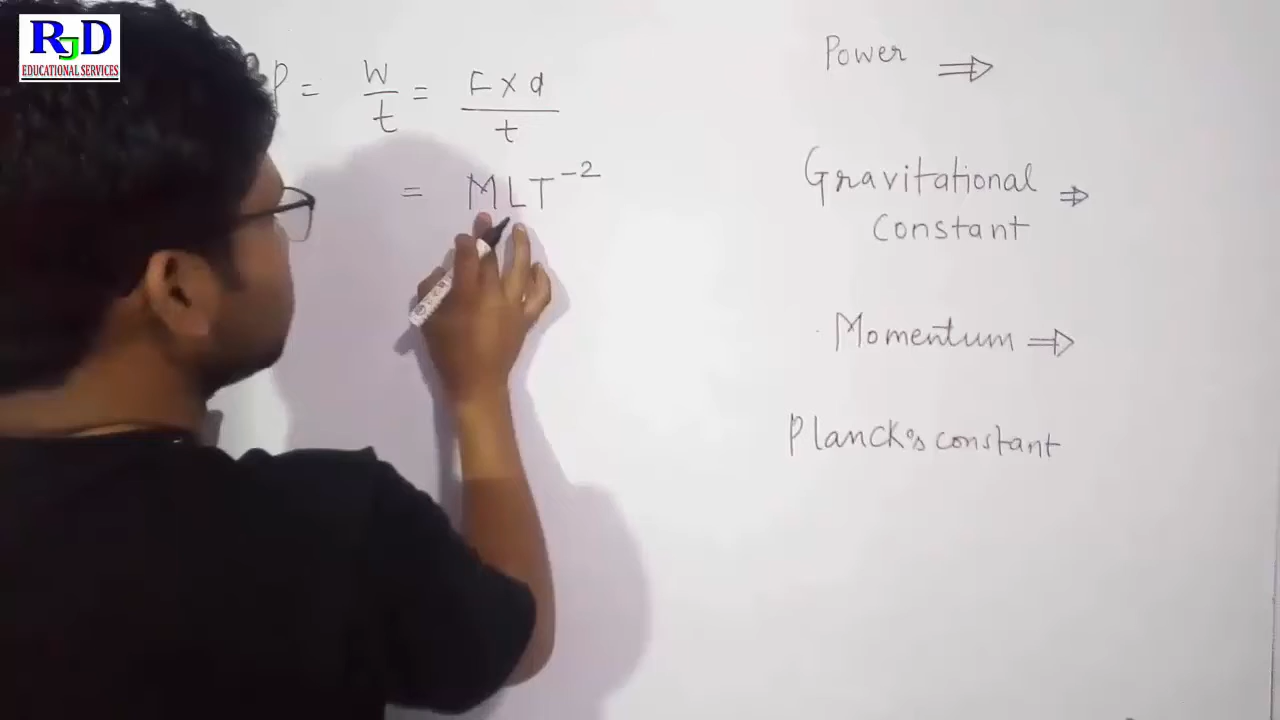 RJD
EDUCATIONAL SERVICES
P = W/t = F x d/t
= MLT⁻²
Power ⇒
Gravitational ⇒
Constant
Momentum ⇒
Planck's constant